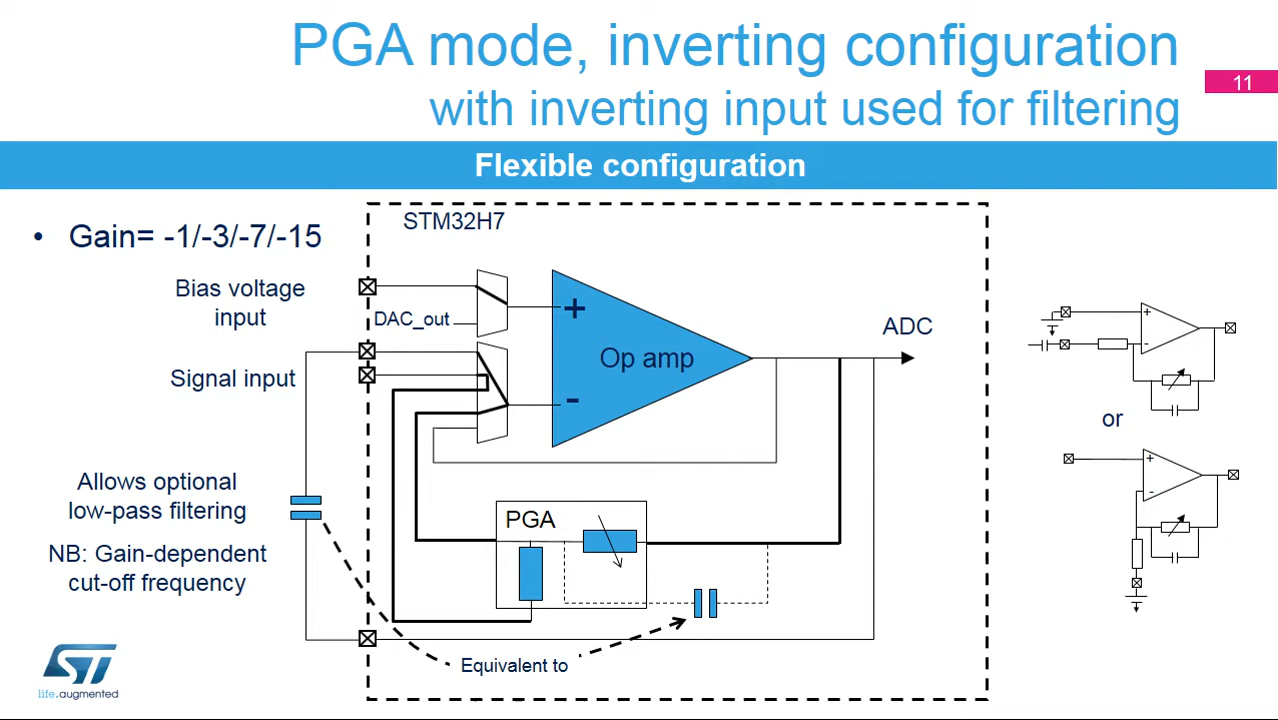 PGA mode, inverting configuration
with inverting input used for filtering
11
Flexible configuration
• Gain= -1/-3/-7/-15
STM32H7
Bias voltage
input
DAC_out
Signal input
+
-
Op amp
ADC
Allows optional
low-pass filtering
NB: Gain-dependent
cut-off frequency
PGA
Equivalent to
+
-
or
+
-
ST
life.augmented